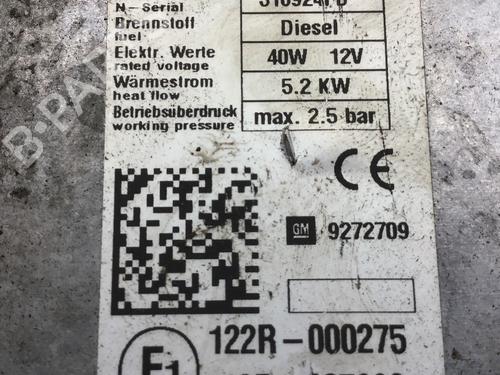 N- Serial
Brennstoff Diesel
fuel
Elektr. Werte 40W 12V
rated voltage
Wärmestrom 5.2 KW
heat flow
Betriebsüberdruck max. 2.5 bar
working pressure
CE
GM 9272709
122R-000275
E1
B-PARTS